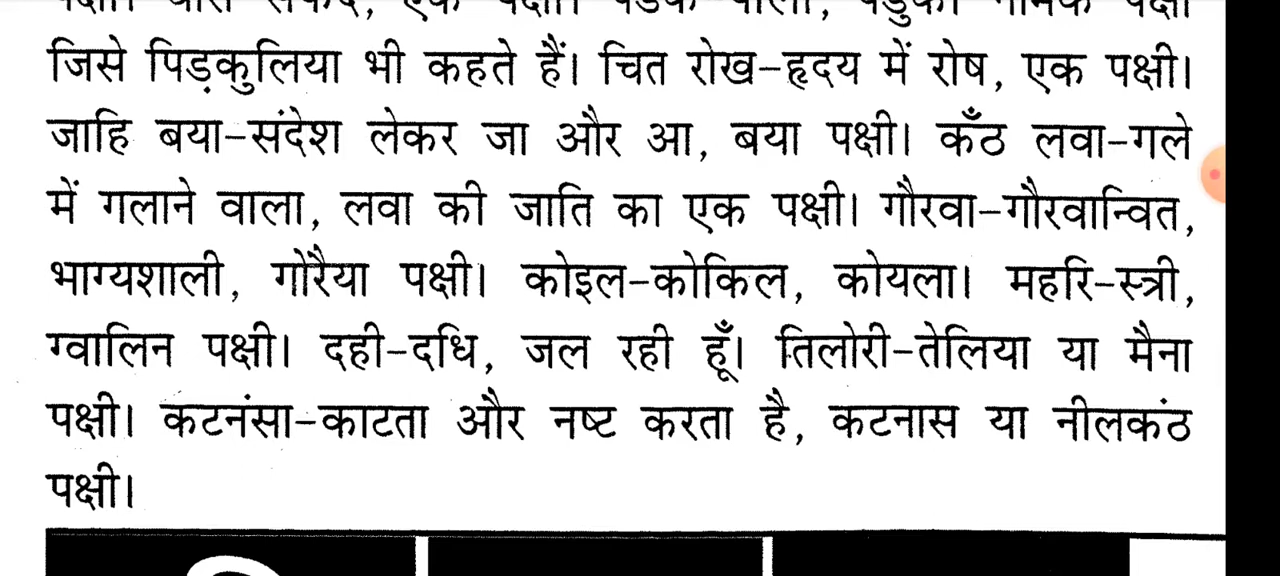 जिसे पिड़कुलिया भी कहते हैं। चित रोख-हृदय में रोष, एक पक्षी।
जाहि बया-संदेश लेकर जा और आ, बया पक्षी। कँठ लवा-गले
में गलाने वाला, लवा की जाति का एक पक्षी। गौरवा-गौरवान्वित,
भाग्यशाली, गोरैया पक्षी। कोइल-कोकिल, कोयला। महरि-स्त्री,
ग्वालिन पक्षी। दही-दधि, जल रही हूँ। तिलोरी-तेलिया या मैना
पक्षी। कटनंसा-काटता और नष्ट करता है, कटनास या नीलकंठ
पक्षी।